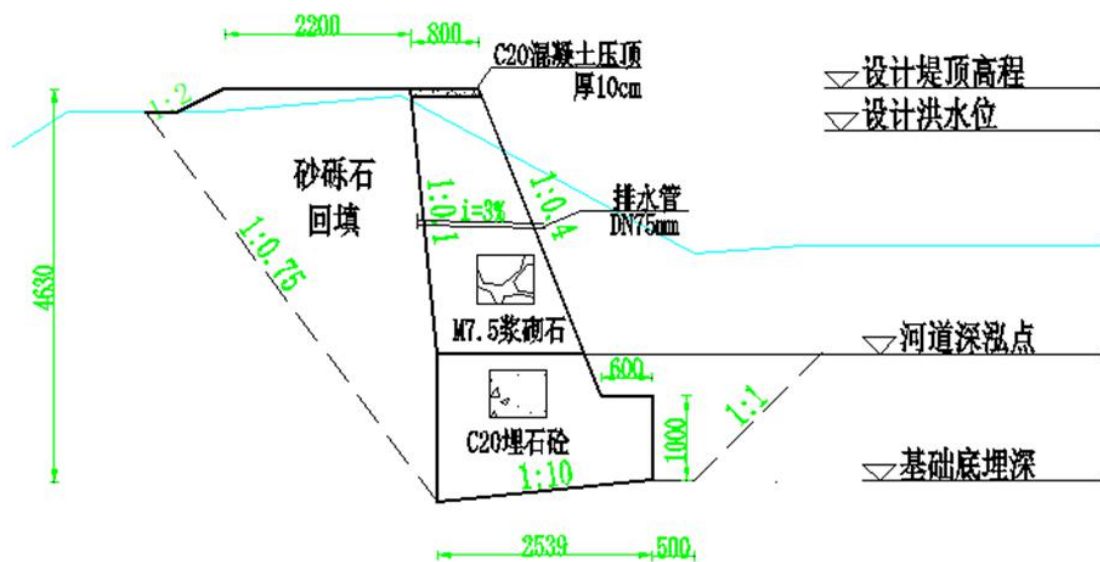 2200
800
C20混凝土压顶
厚10cm
设计堤顶高程
设计洪水位
1:2
砂砾石
回填
1:0.75
1:0.1
i=3%
1:0.4
排水管
DN75mm
4630
M7.5浆砌石
河道深泓点
600
1:1
C20埋石砼
1000
1:10
基础底埋深
2539
500